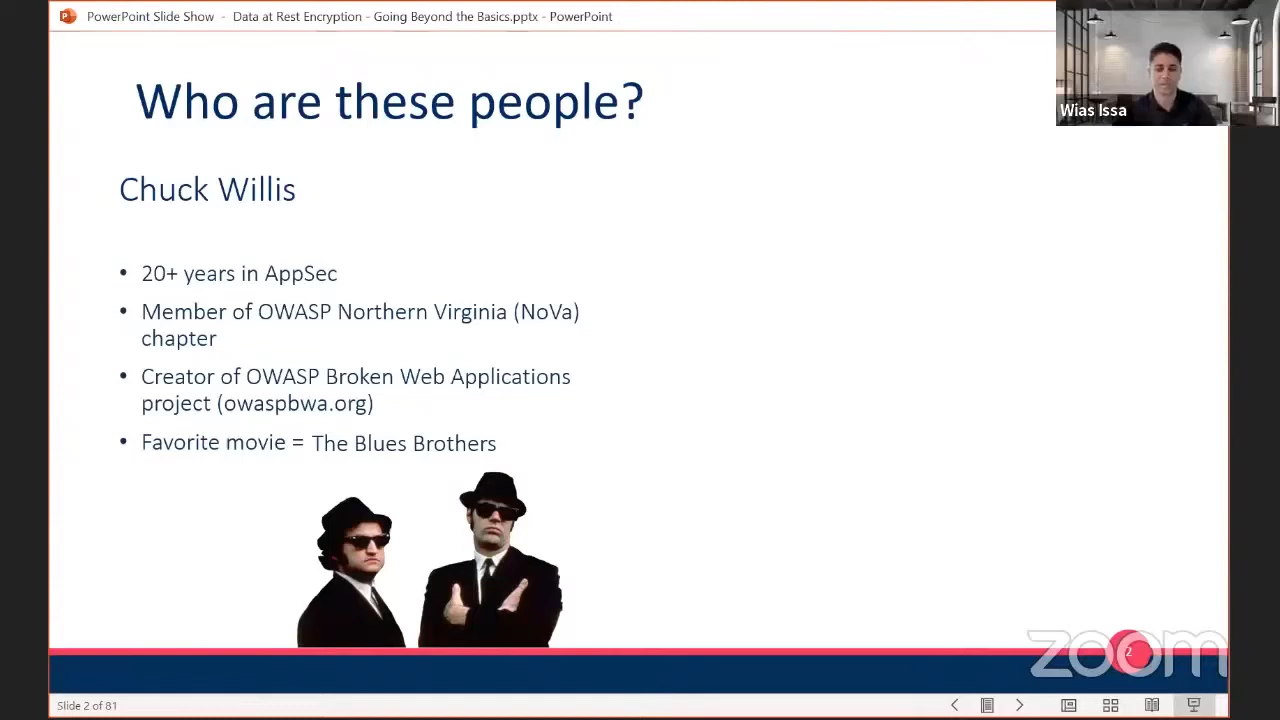 PowerPoint Slide Show - Data at Rest Encryption - Going Beyond the Basics.pptx - PowerPoint
Wias Issa
Who are these people?
Chuck Willis
• 20+ years in AppSec
• Member of OWASP Northern Virginia (NoVa)
chapter
• Creator of OWASP Broken Web Applications
project (owaspbwa.org)
• Favorite movie = The Blues Brothers
2
zoom
Slide 2 of 81